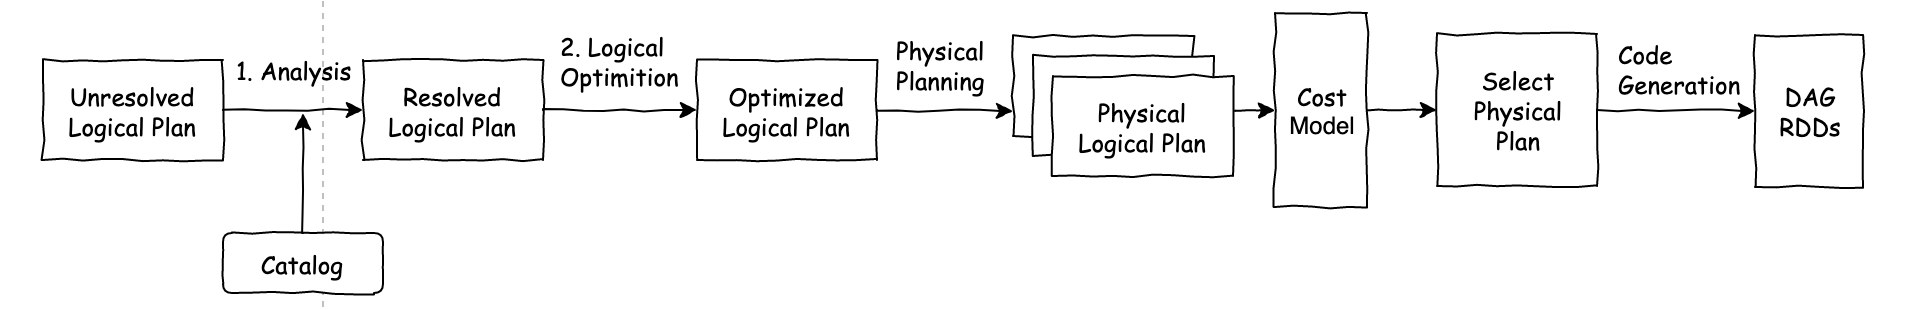 Unresolved
Logical Plan
1. Analysis
Catalog
Resolved
Logical Plan
2. Logical
Optimition
Optimized
Logical Plan
Physical
Planning
Physical
Logical Plan
Cost
Model
Select
Physical
Plan
Code
Generation
DAG
RDDs